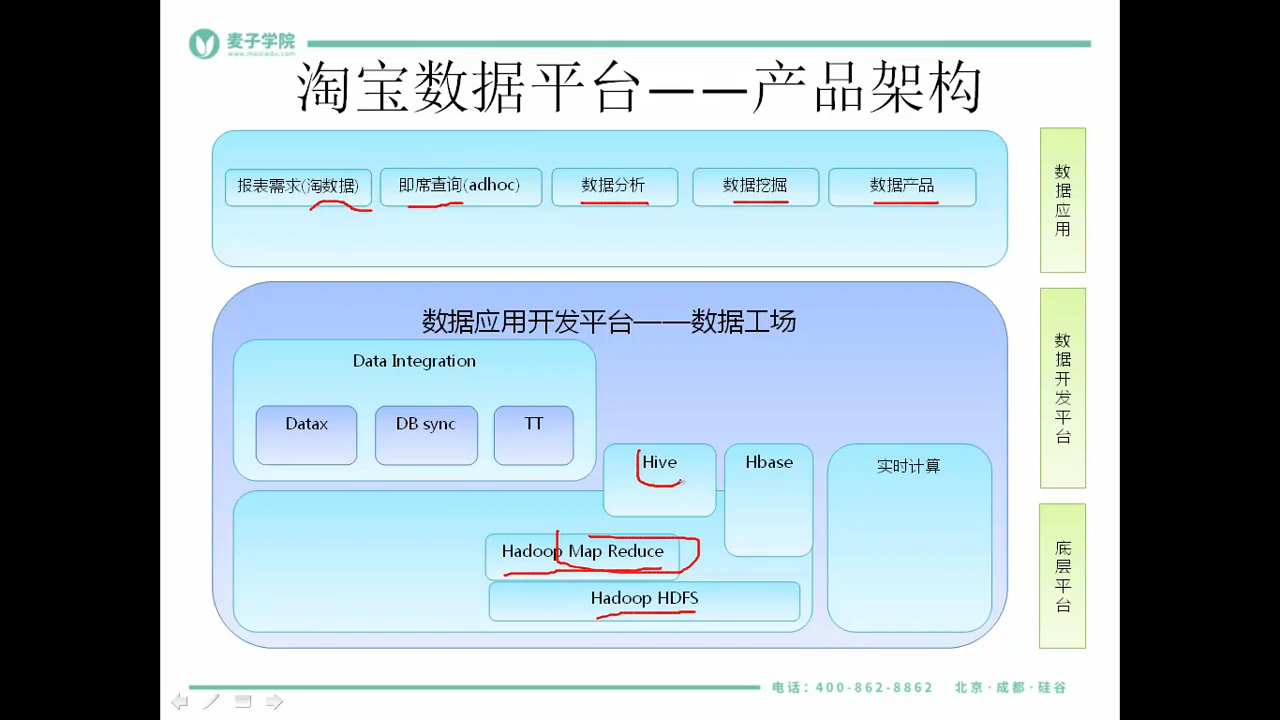 麦子学院
www.maiziedu.com
淘宝数据平台——产品架构
报表需求(淘数据)
即席查询(adhoc)
数据分析
数据挖掘
数据产品
数据应用
数据应用开发平台——数据工场
Data Integration
Datax
DB sync
TT
数据开发平台
Hive
Hbase
实时计算
Hadoop Map Reduce
Hadoop HDFS
底层平台
电话：400-862-8862 北京·成都·硅谷